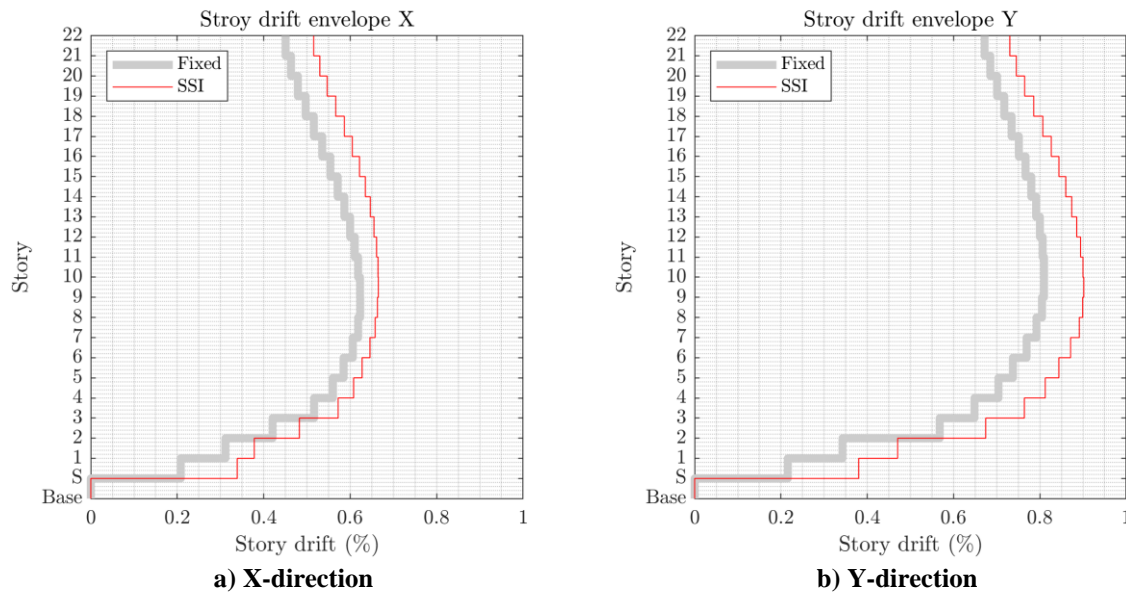 Stroy drift envelope X
22
21
20
19
18
17
16
15
14
13
12
11
10
9
8
7
6
5
4
3
2
1
S
Base
Story
Fixed
SSI
0 0.2 0.4 0.6 0.8 1
Story drift (%)
a) X-direction
Stroy drift envelope Y
22
21
20
19
18
17
16
15
14
13
12
11
10
9
8
7
6
5
4
3
2
1
S
Base
Story
Fixed
SSI
0 0.2 0.4 0.6 0.8 1
Story drift (%)
b) Y-direction